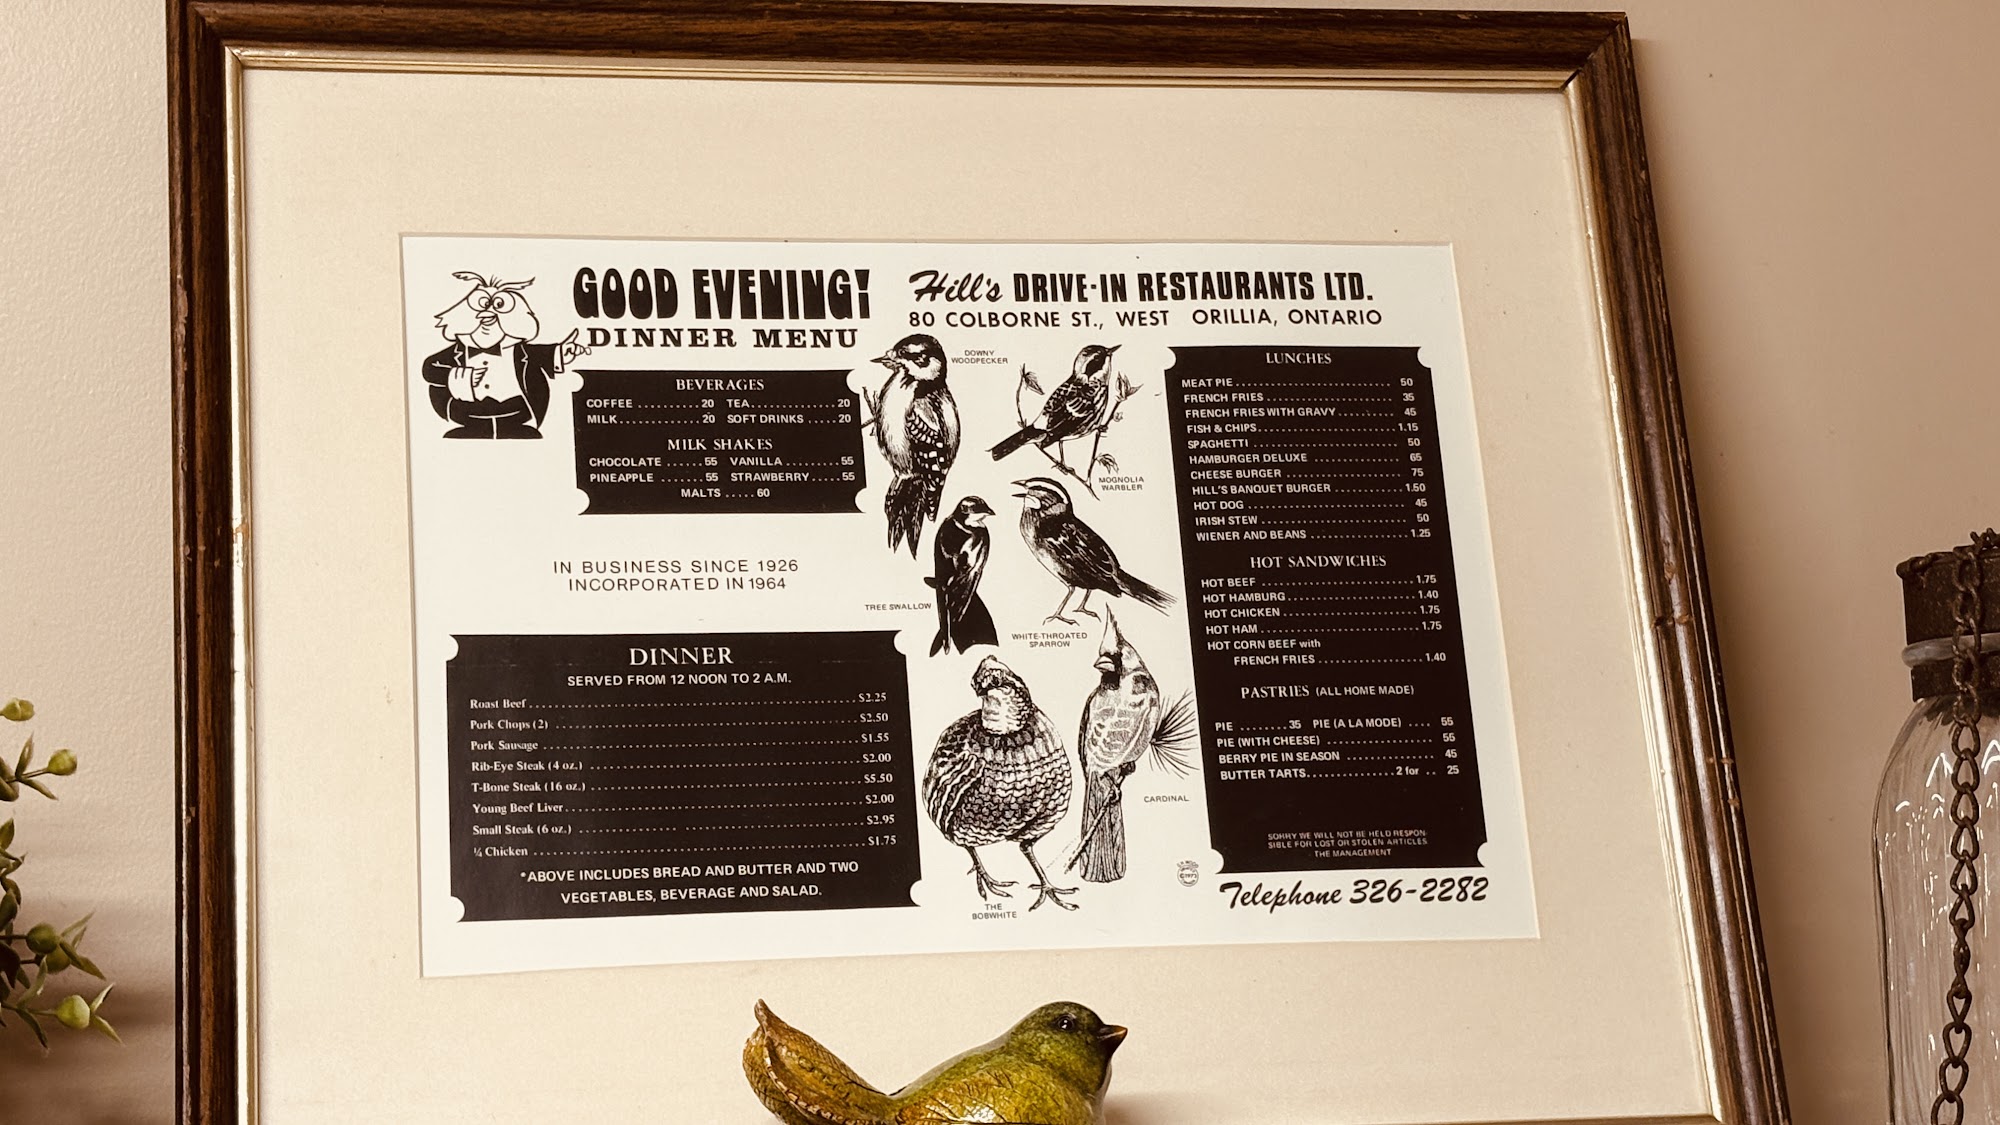 GOOD EVENING!
DINNER MENU
Hill's DRIVE-IN RESTAURANTS LTD.
80 COLBORNE ST., WEST ORILLIA, ONTARIO
BEVERAGES
COFFEE .......... 20 TEA .............. 20
MILK .............. 20 SOFT DRINKS ..... 20
MILK SHAKES
CHOCOLATE ...... 55 VANILLA ......... 55
PINEAPPLE ....... 55 STRAWBERRY ..... 55
MALTS ..... 60
IN BUSINESS SINCE 1926
INCORPORATED IN 1964
DINNER
SERVED FROM 12 NOON TO 2 A.M.
Roast Beef ........ $2.25
Pork Chops (2) ........ $2.50
Pork Sausage ........ $1.55
Rib-Eye Steak (4 oz.) ........ $2.00
T-Bone Steak (16 oz.) ........ $5.50
Young Beef Liver ........ $2.00
Small Steak (6 oz.) ........ $2.95
¼ Chicken ........ $1.75
*ABOVE INCLUDES BREAD AND BUTTER AND TWO
VEGETABLES, BEVERAGE AND SALAD.
DOWNY
WOODPECKER
MOGNOLIA
WARBLER
TREE SWALLOW
WHITE-THROATED
SPARROW
CARDINAL
THE
BOBWHITE
©1973
LUNCHES
MEAT PIE ........ 50
FRENCH FRIES ........ 35
FRENCH FRIES WITH GRAVY ........ 45
FISH & CHIPS ........ 1.15
SPAGHETTI ........ 50
HAMBURGER DELUXE ........ 65
CHEESE BURGER ........ 75
HILL'S BANQUET BURGER ........ 1.50
HOT DOG ........ 45
IRISH STEW ........ 50
WIENER AND BEANS ........ 1.25
HOT SANDWICHES
HOT BEEF ........ 1.75
HOT HAMBURG ........ 1.40
HOT CHICKEN ........ 1.75
HOT HAM ........ 1.75
HOT CORN BEEF with
FRENCH FRIES ........ 1.40
PASTRIES (ALL HOME MADE)
PIE ........ 35 PIE (A LA MODE) .... 55
PIE (WITH CHEESE) ........ 55
BERRY PIE IN SEASON ........ 45
BUTTER TARTS ........ 2 for .. 25
SORRY WE WILL NOT BE HELD RESPON-
SIBLE FOR LOST OR STOLEN ARTICLES
- THE MANAGEMENT
Telephone 326-2282